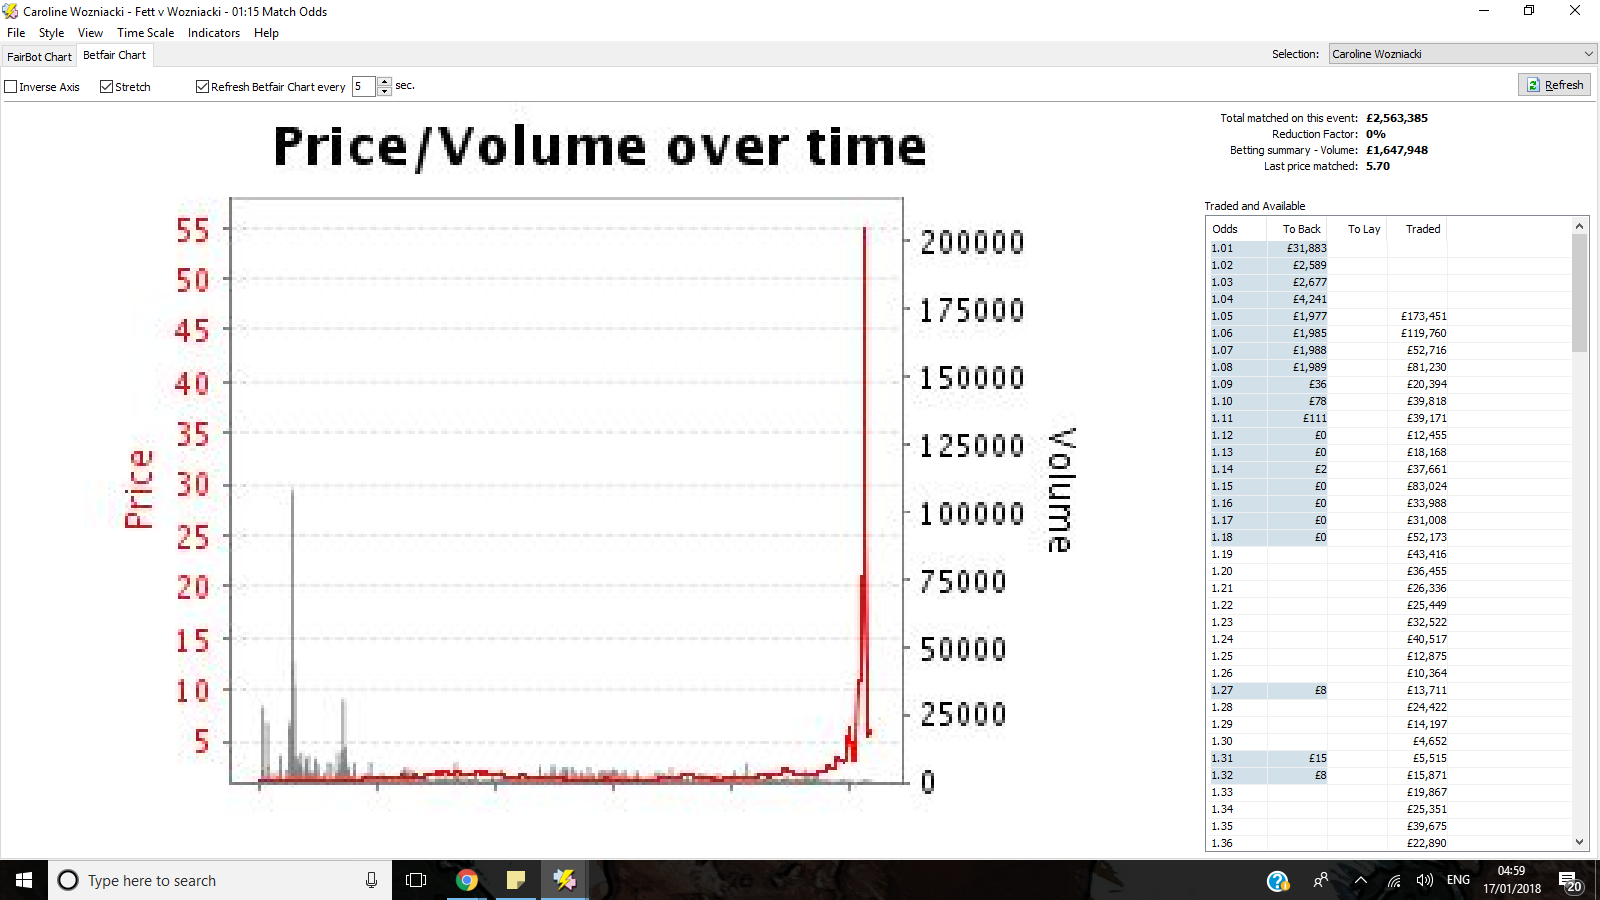 Caroline Wozniacki - Fett v Wozniacki - 01:15 Match Odds
File Style View Time Scale Indicators Help
FairBot Chart Betfair Chart Selection: Caroline Wozniacki
Inverse Axis Stretch Refresh Betfair Chart every 5 sec. Refresh
Price/Volume over time
Price
55
50
45
40
35
30
25
20
15
10
5
200000
175000
150000
125000
100000
75000
50000
25000
0
Volume
Total matched on this event: £2,563,385
Reduction Factor: 0%
Betting summary - Volume: £1,647,948
Last price matched: 5.70
Traded and Available
Odds To Back To Lay Traded
1.01 £31,883
1.02 £2,589
1.03 £2,677
1.04 £4,241
1.05 £1,977 £173,451
1.06 £1,985 £119,760
1.07 £1,988 £52,716
1.08 £1,989 £81,230
1.09 £36 £20,394
1.10 £78 £39,818
1.11 £111 £39,171
1.12 £0 £12,455
1.13 £0 £18,168
1.14 £2 £37,661
1.15 £0 £83,024
1.16 £0 £33,988
1.17 £0 £31,008
1.18 £0 £52,173
1.19 £43,416
1.20 £36,455
1.21 £26,336
1.22 £25,449
1.23 £32,522
1.24 £40,517
1.25 £12,875
1.26 £10,364
1.27 £8 £13,711
1.28 £24,422
1.29 £14,197
1.30 £4,652
1.31 £15 £5,515
1.32 £8 £15,871
1.33 £19,867
1.34 £25,351
1.35 £39,675
1.36 £22,890
Type here to search
ENG
04:59
17/01/2018
20